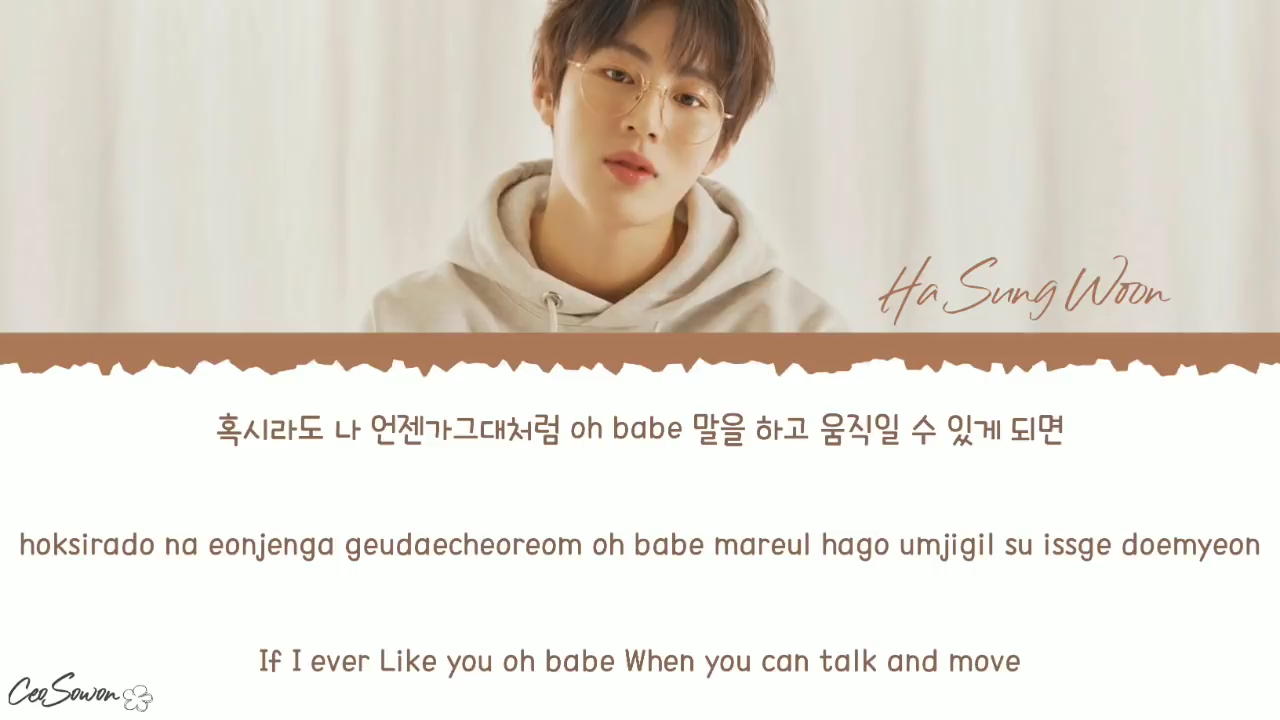 Ha Sung Woon
혹시라도 나 언젠가그대처럼 oh babe 말을 하고 움직일 수 있게 되면
hoksirado na eonjenga geudaecheoreom oh babe mareul hago umjigil su issge doemyeon
If I ever Like you oh babe When you can talk and move
CeoSowon